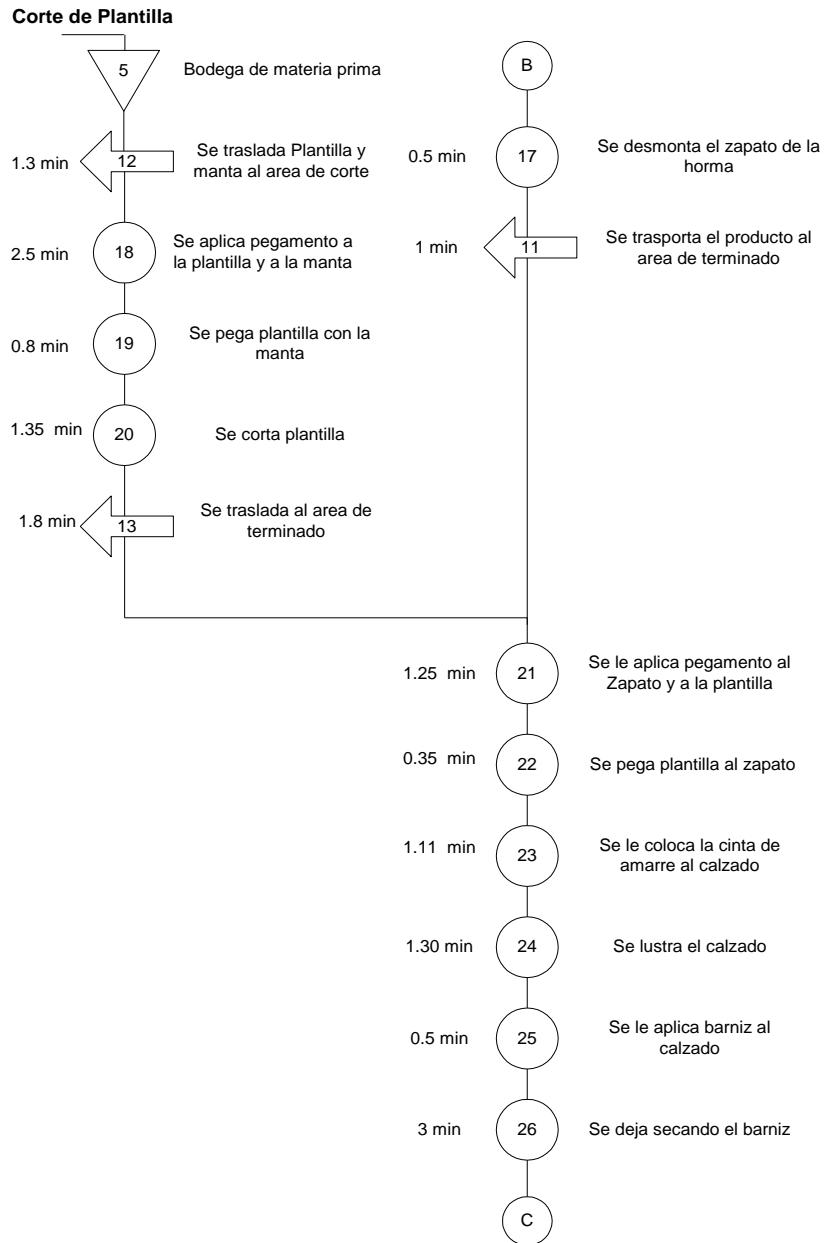 Corte de Plantilla
5
Bodega de materia prima
1.3 min
12
Se traslada Plantilla y
manta al area de corte
2.5 min
18
Se aplica pegamento a
la plantilla y a la manta
0.8 min
19
Se pega plantilla con la
manta
1.35 min
20
Se corta plantilla
1.8 min
13
Se traslada al area de
terminado
B
0.5 min
17
Se desmonta el zapato de la
horma
1 min
11
Se trasporta el producto al
area de terminado
1.25 min
21
Se le aplica pegamento al
Zapato y a la plantilla
0.35 min
22
Se pega plantilla al zapato
1.11 min
23
Se le coloca la cinta de
amarre al calzado
1.30 min
24
Se lustra el calzado
0.5 min
25
Se le aplica barniz al
calzado
3 min
26
Se deja secando el barniz
C